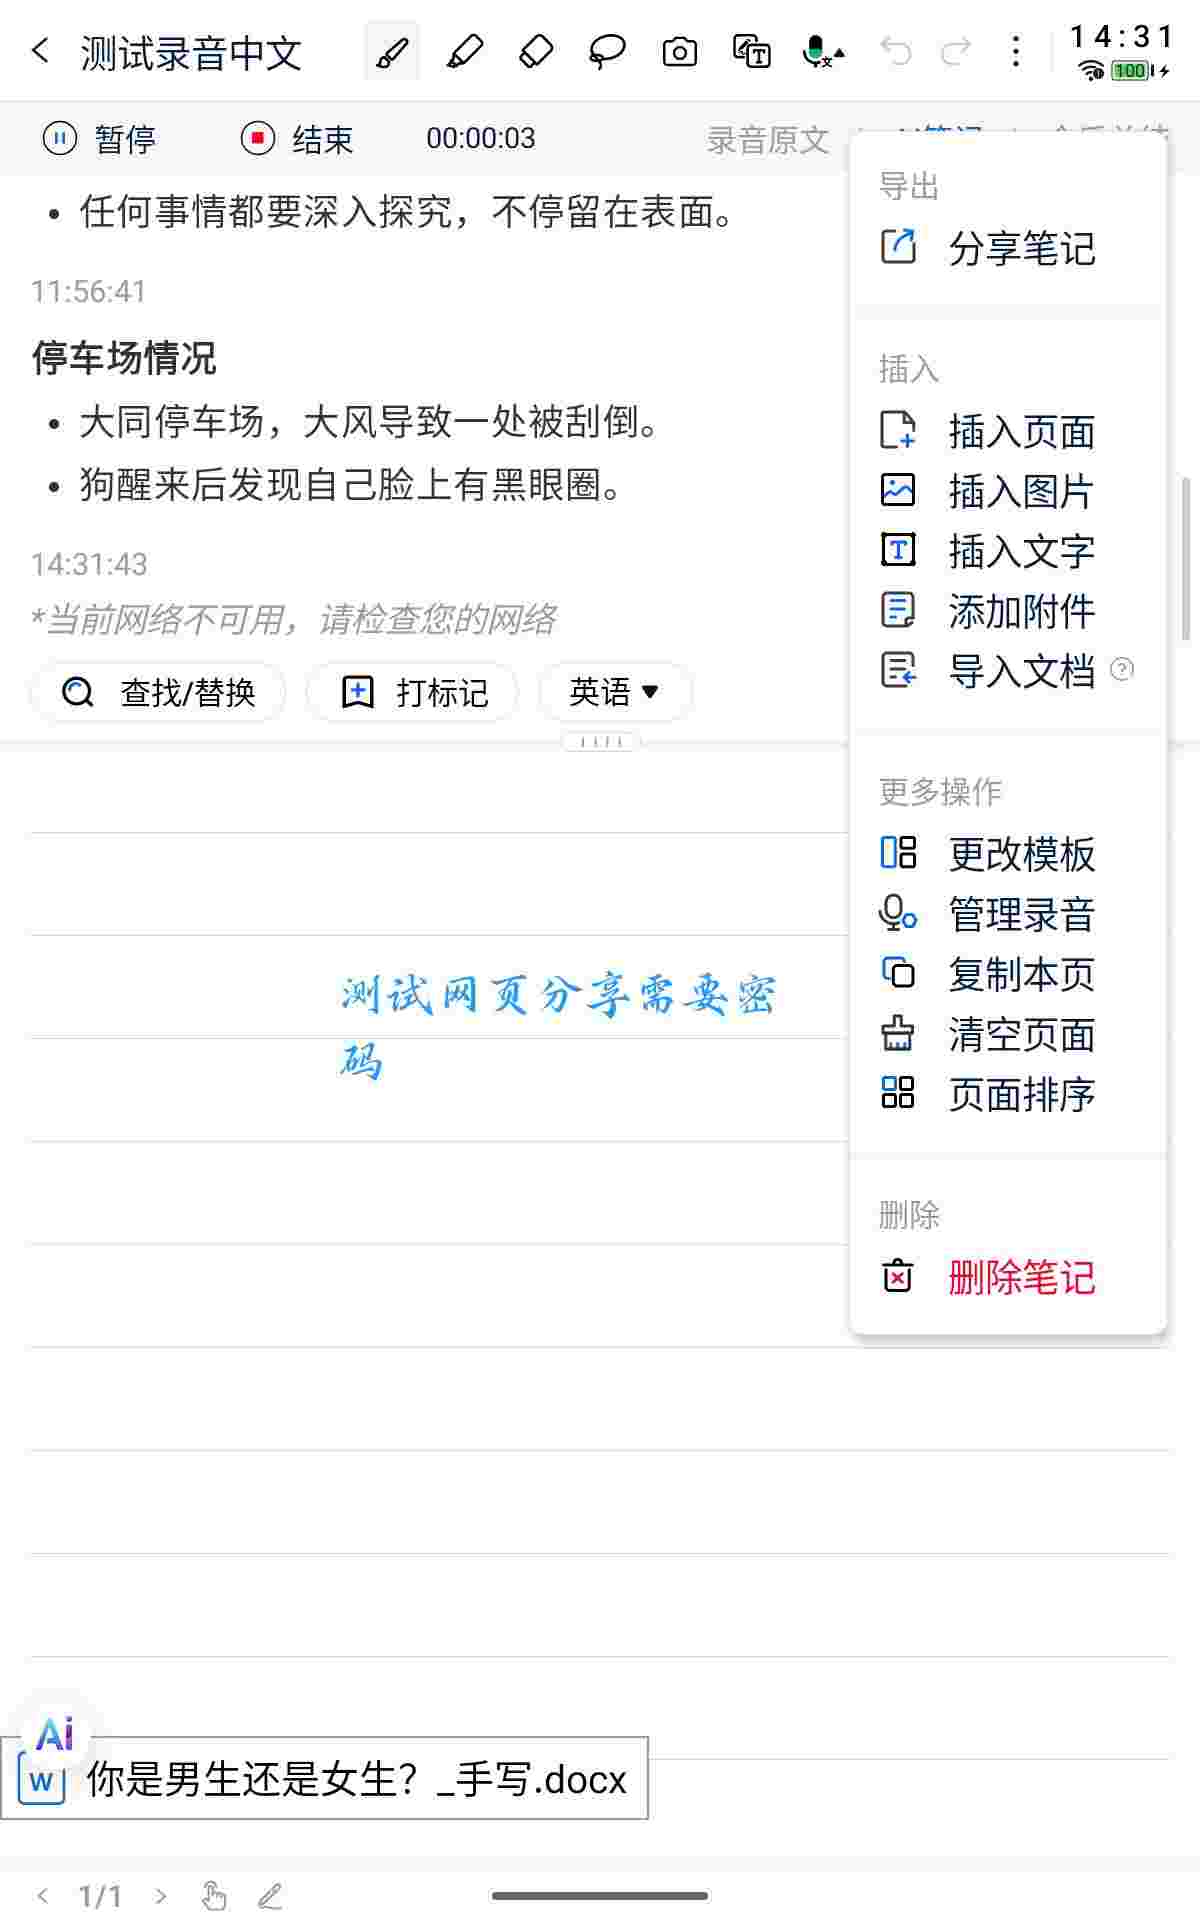 测试录音中文
14:31
100
暂停
结束
00:00:03
录音原文
导出
分享笔记
任何事情都要深入探究，不停留在表面。
11:56:41
停车场情况
大同停车场，大风导致一处被刮倒。
狗醒来后发现自己脸上有黑眼圈。
14:31:43
*当前网络不可用，请检查您的网络
查找/替换
打标记
英语
插入
插入页面
插入图片
插入文字
添加附件
导入文档
更多操作
更改模板
管理录音
复制本页
清空页面
页面排序
删除
删除笔记
测试网页分享需要密
码
Ai
W 你是男生还是女生？_手写.docx
1/1